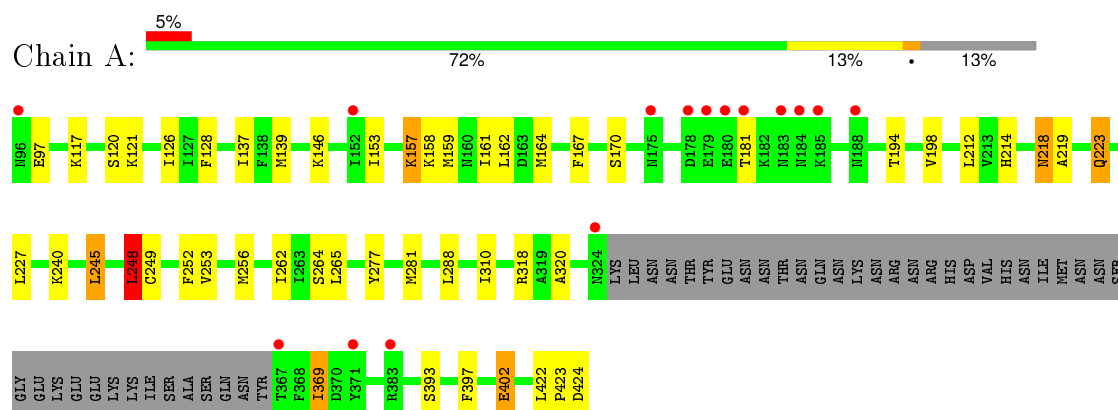 5%
Chain A:
72% 13% • 13%
N96 E97 K117 S120 K121 I126 I127 F128 I137 F138 M139 K146 I152 I153 K157 K158 M159 N160 I161 L162 D163 M164 F167 S170 N175 D178 E179 E180 T181 K182 N183 N184 K185 N188 T194 V198 L212 V213 H214 N218 A219 Q223
L227 K240 L245 L248 C249 F252 V253 M256 I262 I263 S264 L265 Y277 M281 L288 I310 R318 A319 A320 N324 LYS LEU ASN ASN THR TYR GLU ASN ASN THR ASN GLN ASN LYS ASN ARG ASN ARG HIS ASP VAL HIS ASN ILE MET ASN ASN SER
GLY GLU LYS GLU GLU LYS LYS ILE SER ALA SER GLN ASN TYR T367 F368 I369 D370 Y371 R383 S393 F397 E402 L422 P423 D424